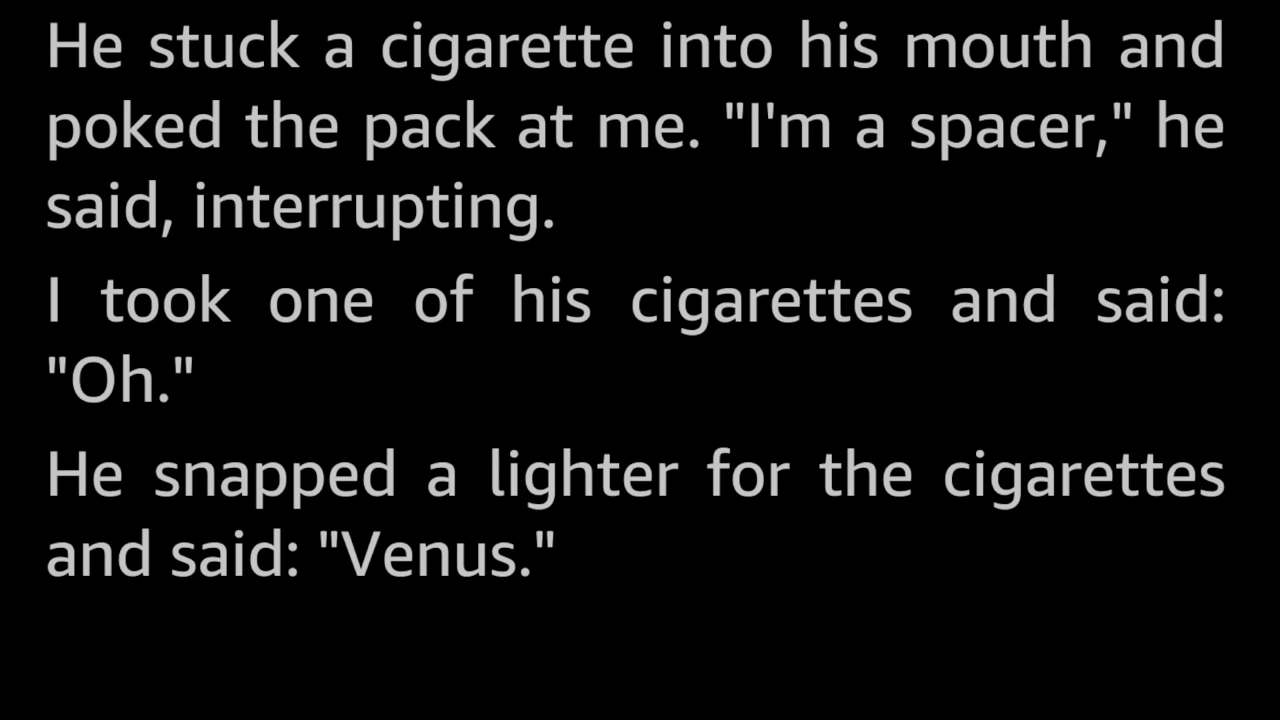 He stuck a cigarette into his mouth and
poked the pack at me. "I'm a spacer," he
said, interrupting.
I took one of his cigarettes and said:
"Oh."
He snapped a lighter for the cigarettes
and said: "Venus."